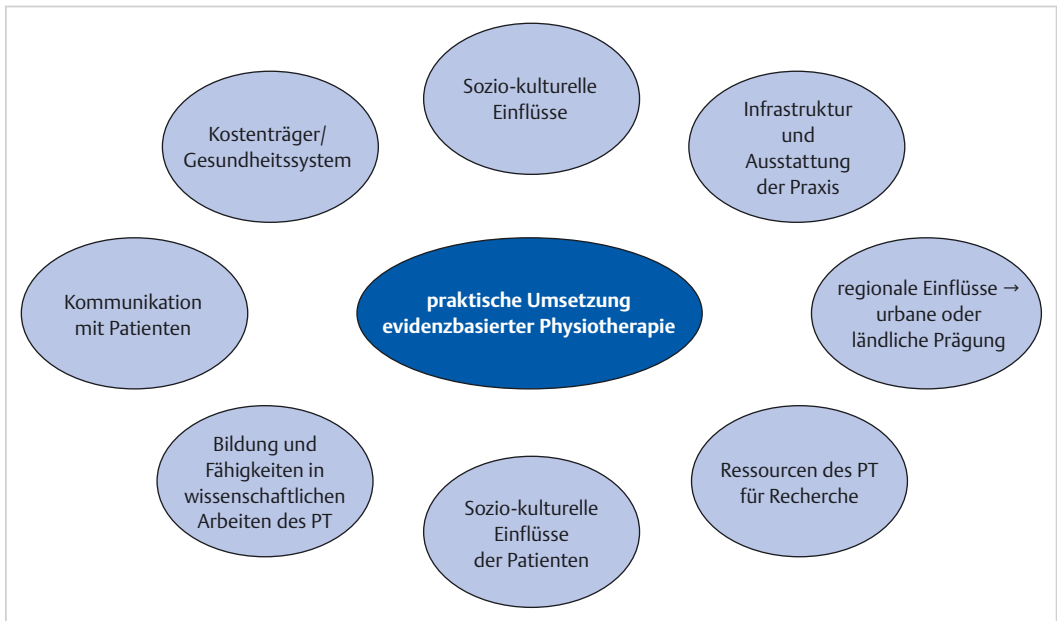 Sozio-kulturelle
Einflüsse
Kostenträger/
Gesundheitssystem
Infrastruktur
und
Ausstattung
der Praxis
Kommunikation
mit Patienten
praktische Umsetzung
evidenzbasierter Physiotherapie
regionale Einflüsse →
urbane oder
ländliche Prägung
Bildung und
Fähigkeiten in
wissenschaftlichen
Arbeiten des PT
Sozio-kulturelle
Einflüsse
der Patienten
Ressourcen des PT
für Recherche